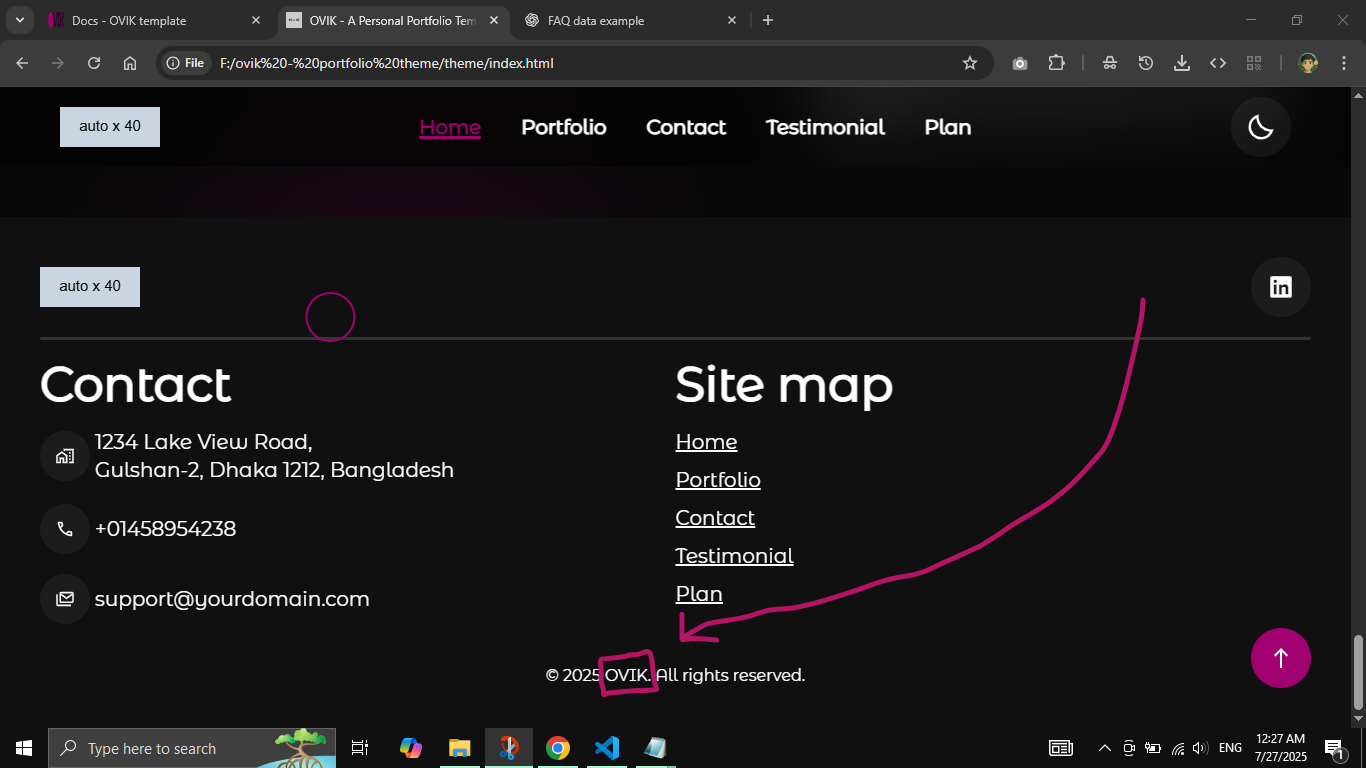 Docs - OVIK template
OVIK - A Personal Portfolio Tem
FAQ data example
File
F:/ovik%20-%20portfolio%20theme/theme/index.html
auto x 40
Home
Portfolio
Contact
Testimonial
Plan
auto x 40
in
Contact
1234 Lake View Road,
Gulshan-2, Dhaka 1212, Bangladesh
+01458954238
support@yourdomain.com
Site map
Home
Portfolio
Contact
Testimonial
Plan
© 2025 OVIK. All rights reserved.
Type here to search
ENG
12:27 AM
7/27/2025
1